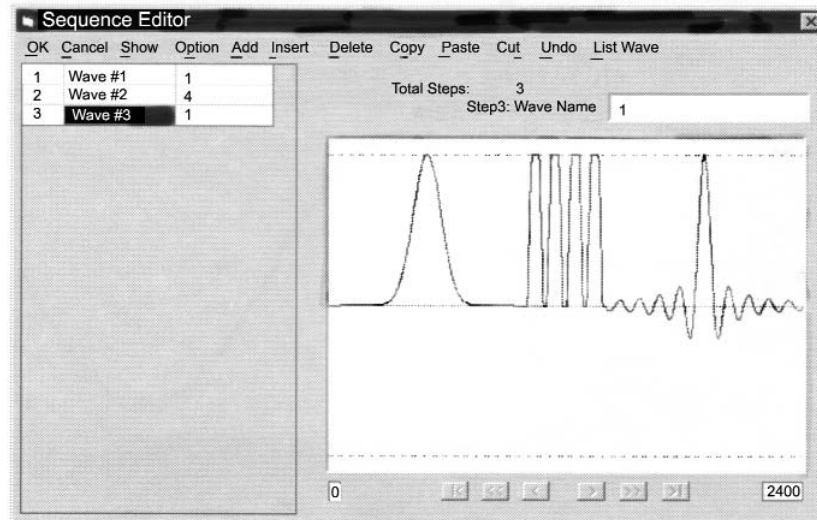 Sequence Editor
OK Cancel Show Option Add Insert Delete Copy Paste Cut Undo List Wave
1 Wave #1 1
2 Wave #2 4
3 Wave #3 1
Total Steps: 3
Step3: Wave Name 1
0
|< << < > >> >|
2400